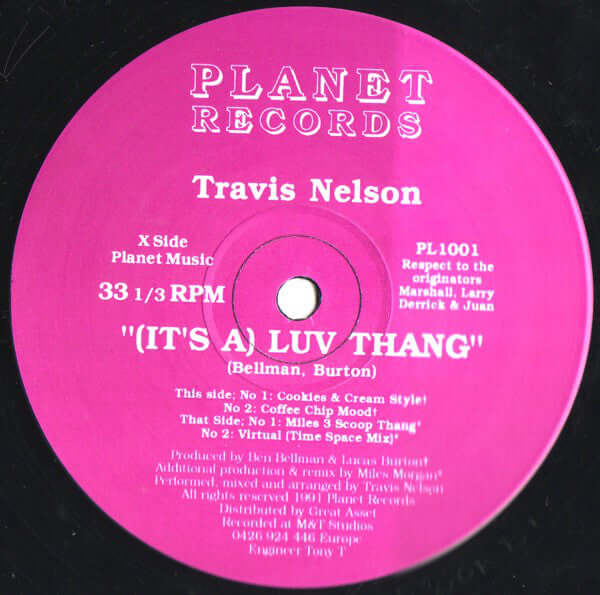 PLANET
RECORDS
Travis Nelson
X Side
Planet Music
33 1/3 RPM
PL1001
Respect to the
originators
Marshall, Larry
Derrick & Juan
"(IT'S A) LUV THANG"
(Bellman, Burton)
This side; No 1: Cookies & Cream Style†
No 2: Coffee Chip Mood†
That Side; No 1: Miles 3 Scoop Thang*
No 2: Virtual (Time Space Mix)*
Produced by Ben Bellman & Lucas Burton†
Additional production & remix by Miles Morgan*
Performed, mixed and arranged by Travis Nelson
All rights reserved 1991 Planet Records
Distributed by Great Asset
Recorded at M&T Studios
0426 924 446 Europe
Engineer Tony T